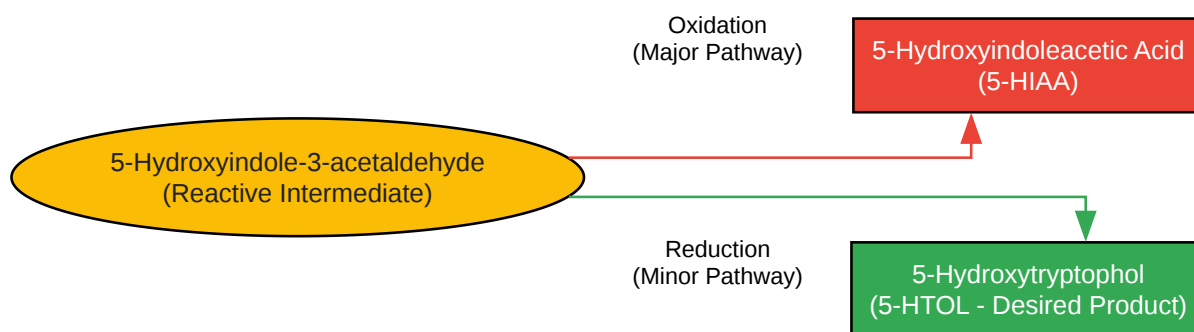 Oxidation
(Major Pathway)
5-Hydroxyindoleacetic Acid
(5-HIAA)
5-Hydroxyindole-3-acetaldehyde
(Reactive Intermediate)
Reduction
(Minor Pathway)
5-Hydroxytryptophol
(5-HTOL - Desired Product)